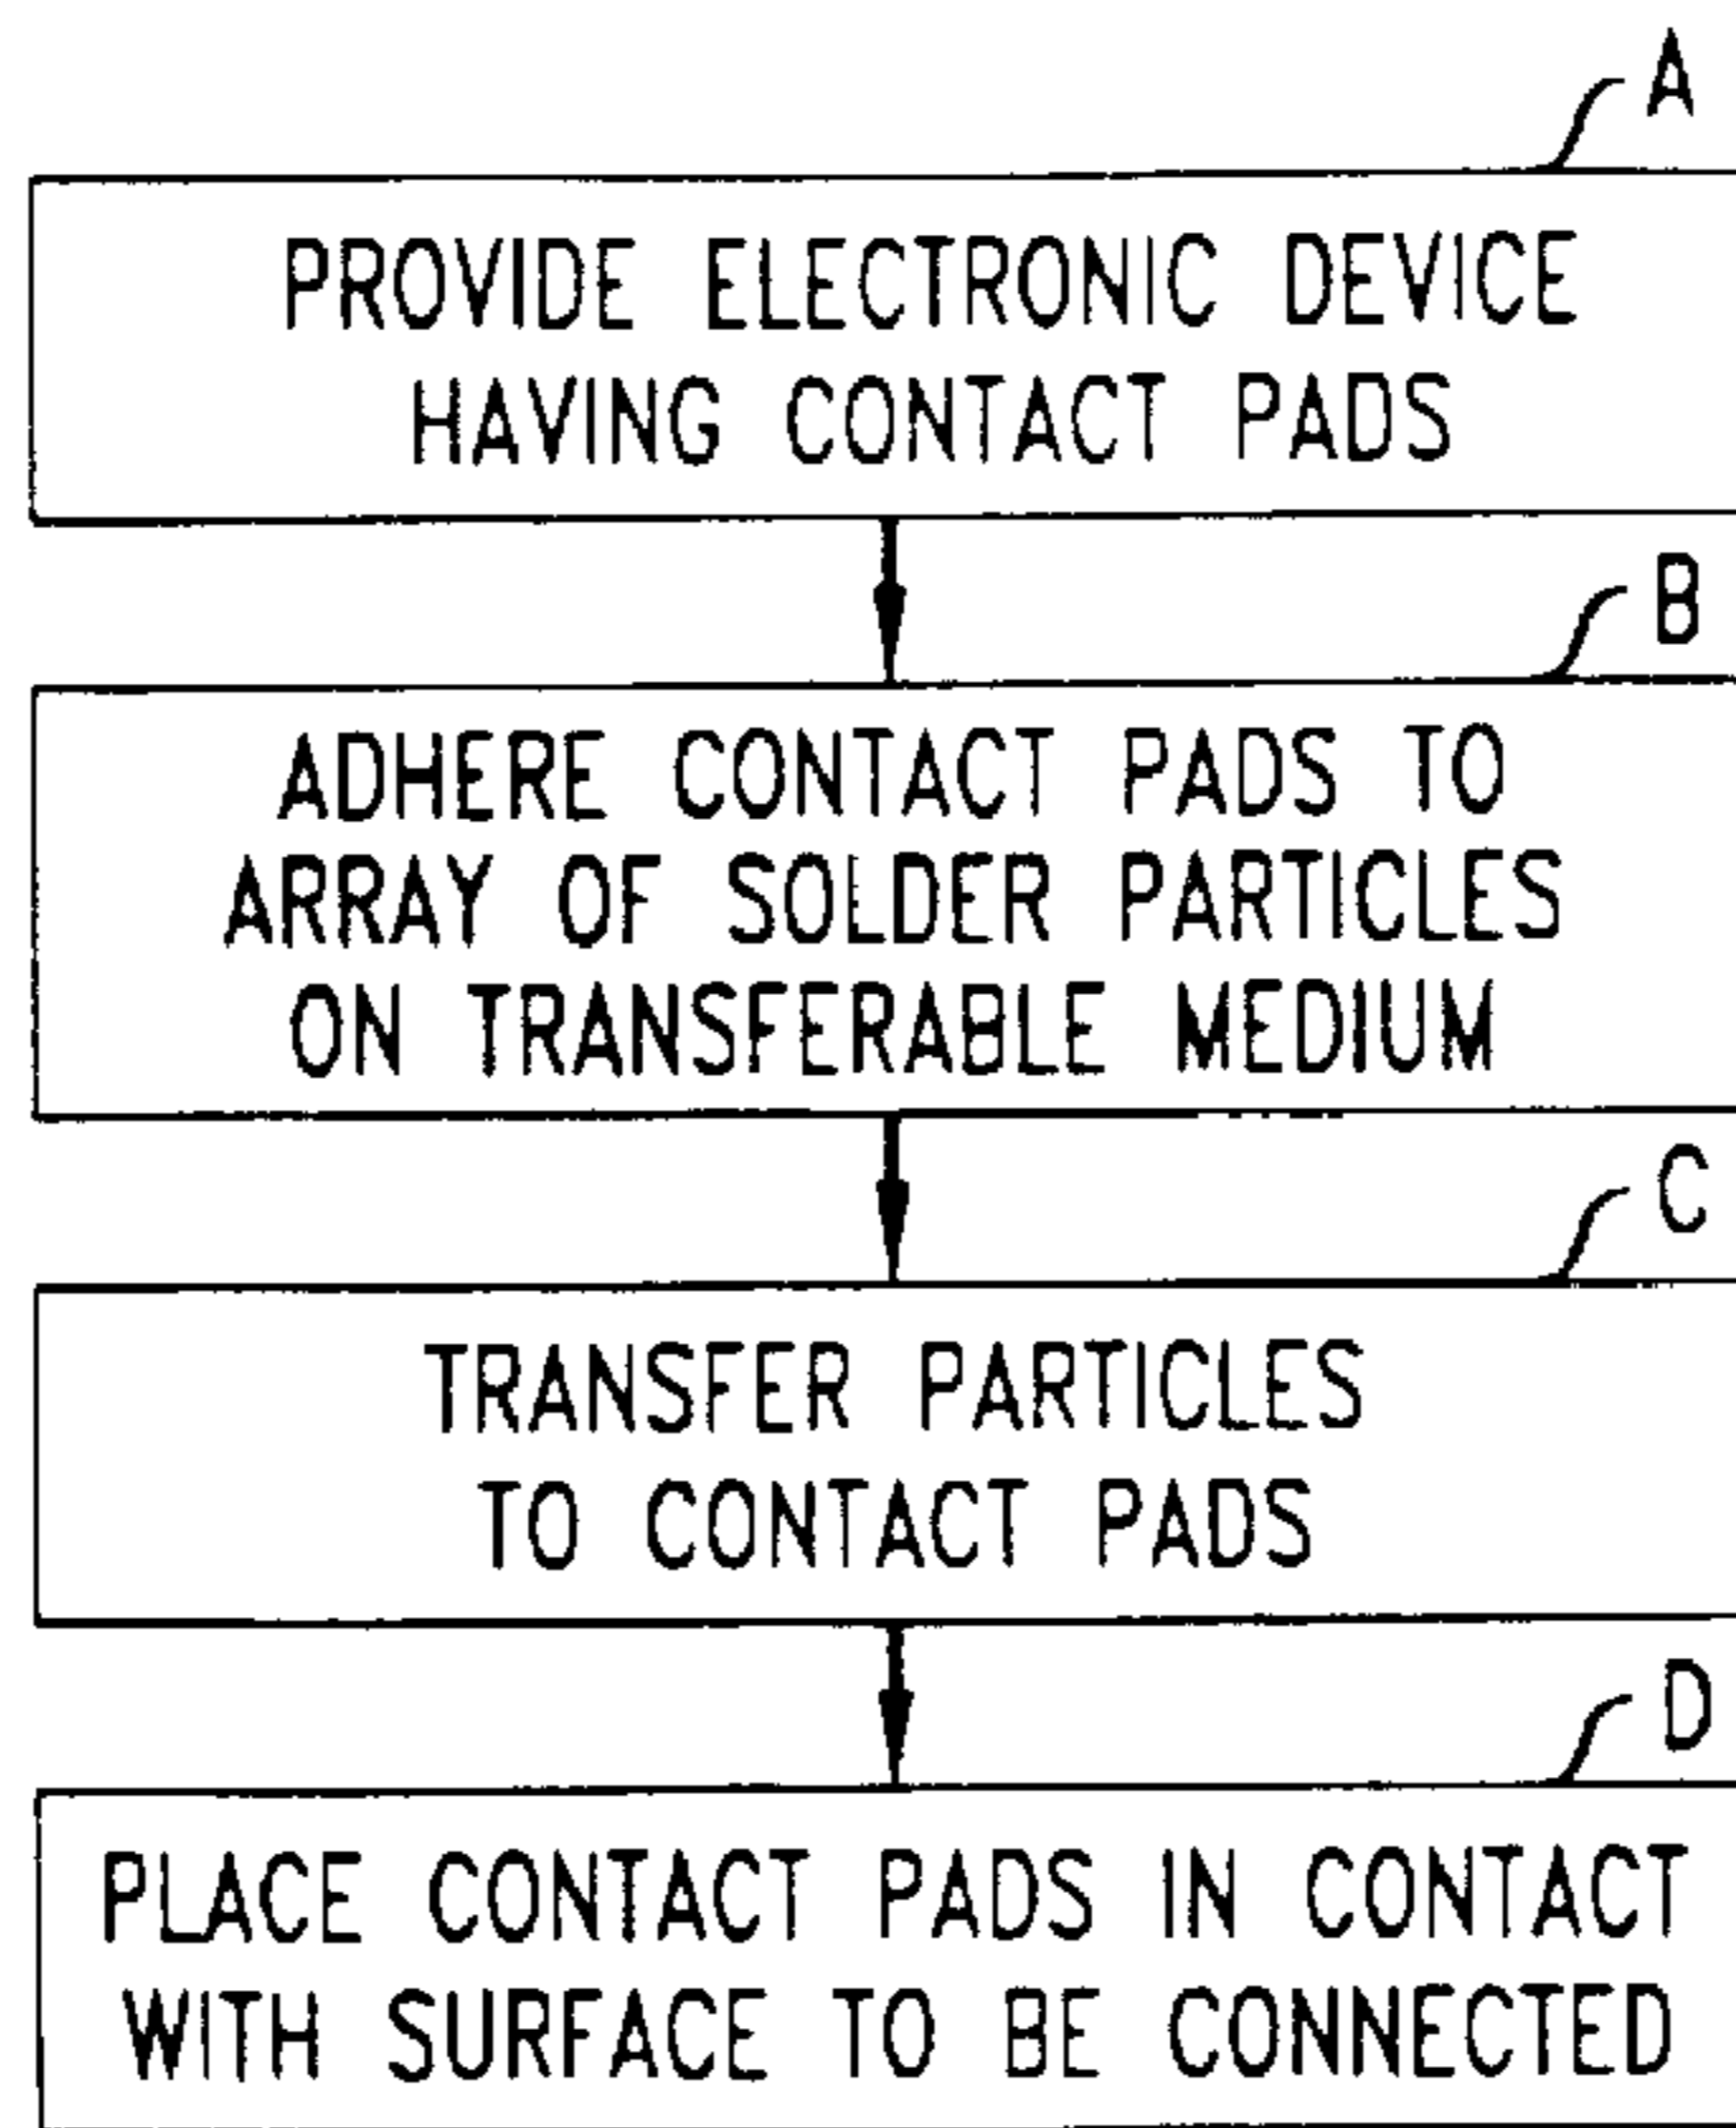 A
PROVIDE ELECTRONIC DEVICE
HAVING CONTACT PADS
B
ADHERE CONTACT PADS TO
ARRAY OF SOLDER PARTICLES
ON TRANSFERABLE MEDIUM
C
TRANSFER PARTICLES
TO CONTACT PADS
D
PLACE CONTACT PADS IN CONTACT
WITH SURFACE TO BE CONNECTED